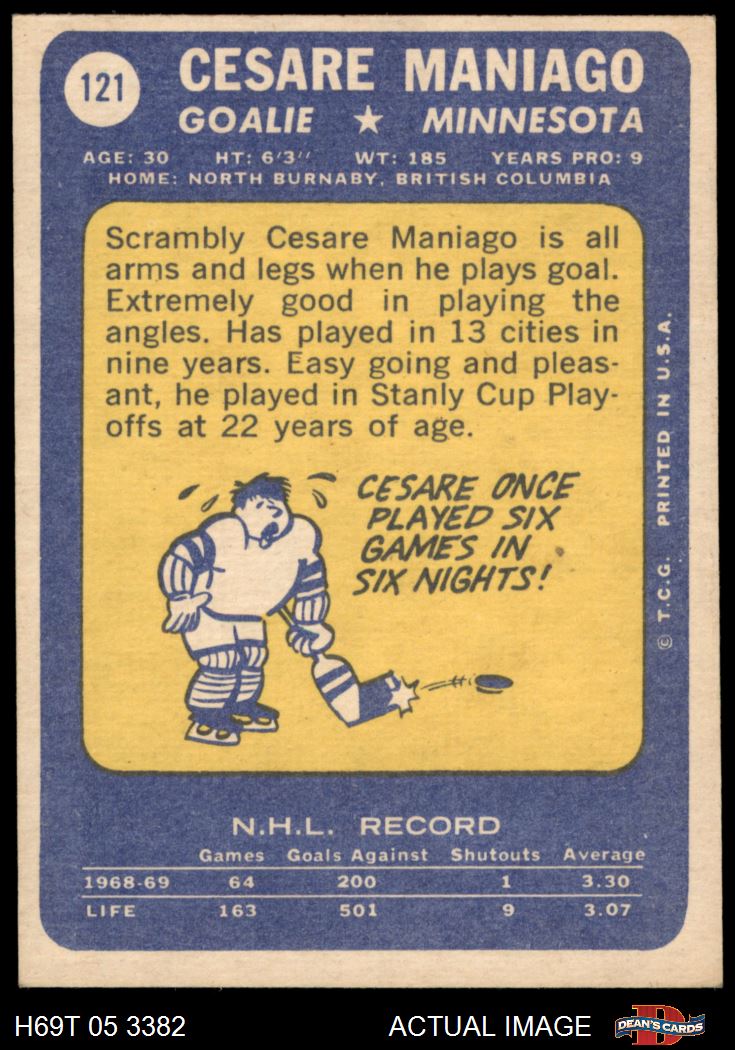 121
CESARE MANIAGO
GOALIE ★ MINNESOTA
AGE: 30 HT: 6'3'' WT: 185 YEARS PRO: 9
HOME: NORTH BURNABY, BRITISH COLUMBIA
Scrambly Cesare Maniago is all
arms and legs when he plays goal.
Extremely good in playing the
angles. Has played in 13 cities in
nine years. Easy going and pleas-
ant, he played in Stanly Cup Play-
offs at 22 years of age.
CESARE ONCE
PLAYED SIX
GAMES IN
SIX NIGHTS!
© T.C.G. PRINTED IN U.S.A.
N.H.L. RECORD
Games Goals Against Shutouts Average
1968-69 64 200 1 3.30
LIFE 163 501 9 3.07
H69T 05 3382 ACTUAL IMAGE
D
DEAN'S CARDS